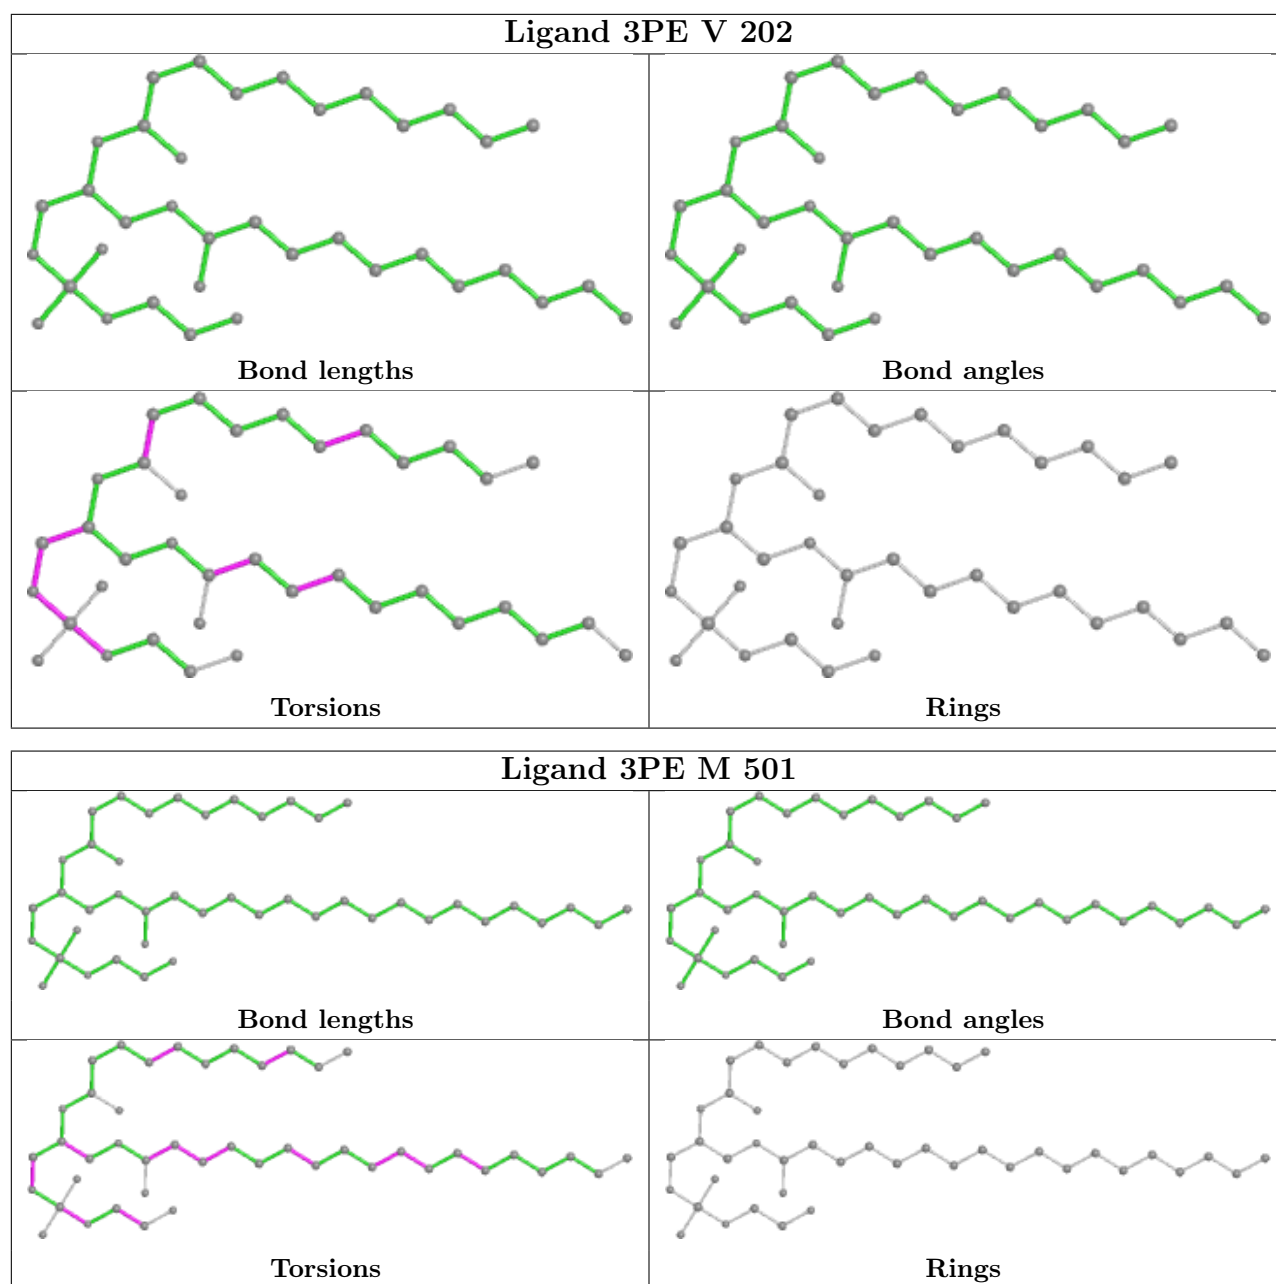 Ligand 3PE V 202
Bond lengths
Bond angles
Torsions
Rings
Ligand 3PE M 501
Bond lengths
Bond angles
Torsions
Rings